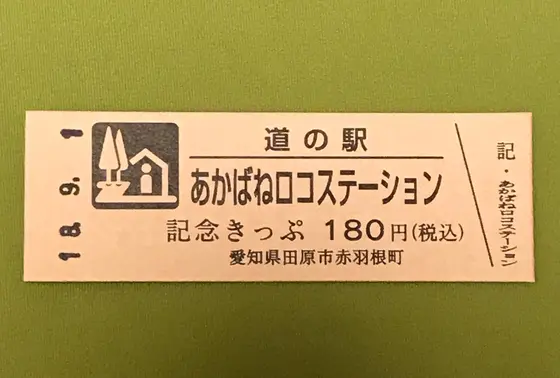 18.9.1
道の駅
あかばねロコステーション
記念きっぷ 180円(税込)
愛知県田原市赤羽根町
記・あかばねロコステーション